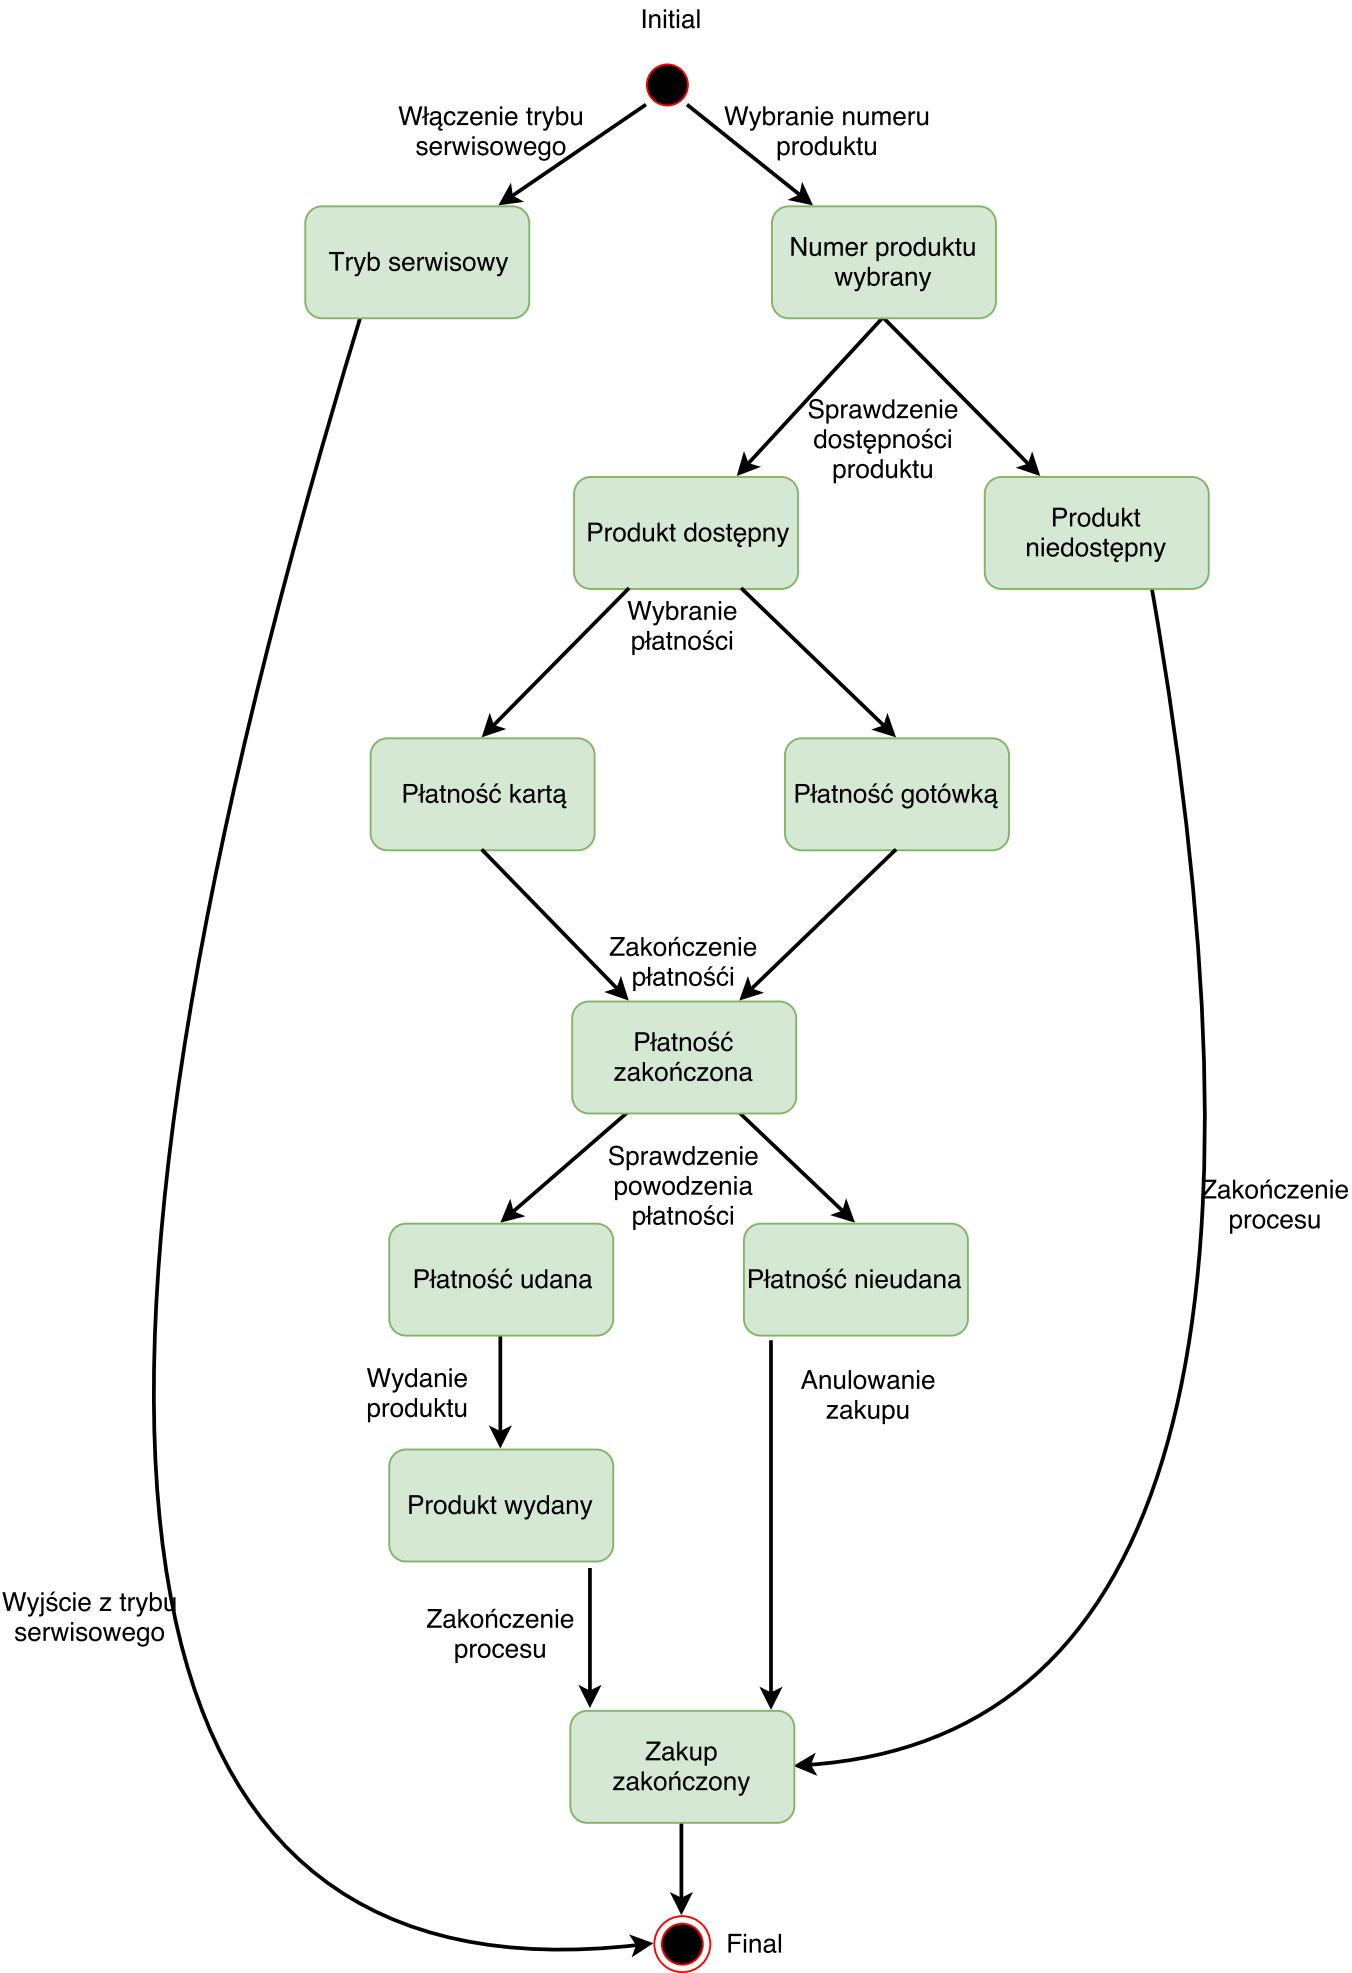 Initial
Włączenie trybu
serwisowego
Wybranie numeru
produktu
Tryb serwisowy
Numer produktu
wybrany
Sprawdzenie
dostępności
produktu
Produkt dostępny
Produkt
niedostępny
Wybranie
płatności
Płatność kartą
Płatność gotówką
Zakończenie
płatnośći
Płatność
zakończona
Sprawdzenie
powodzenia
płatności
Zakończenie
procesu
Płatność udana
Płatność nieudana
Wydanie
produktu
Anulowanie
zakupu
Produkt wydany
Wyjście z trybu
serwisowego
Zakończenie
procesu
Zakup
zakończony
Final